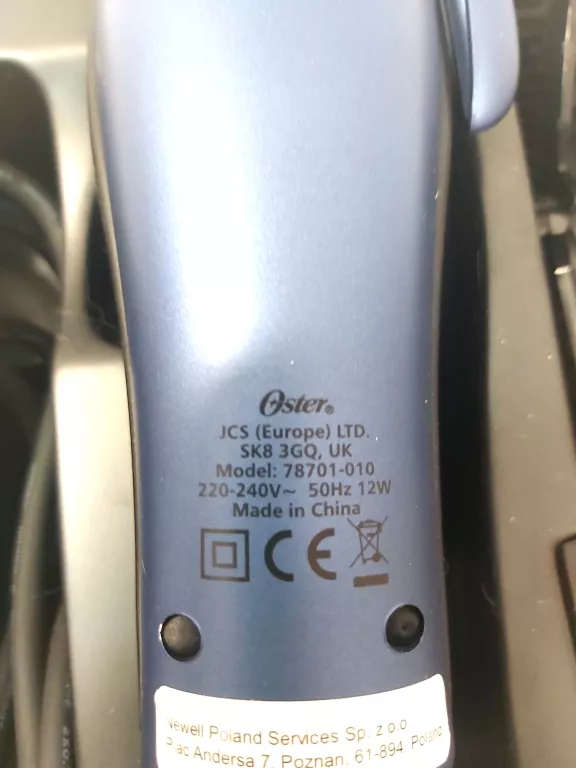 Oster®
JCS (Europe) LTD.
SK8 3GQ, UK
Model: 78701-010
220-240V~ 50Hz 12W
Made in China
CE
Newell Poland Services Sp. z o.o
Plac Andersa 7, Poznan, 61-894, Poland